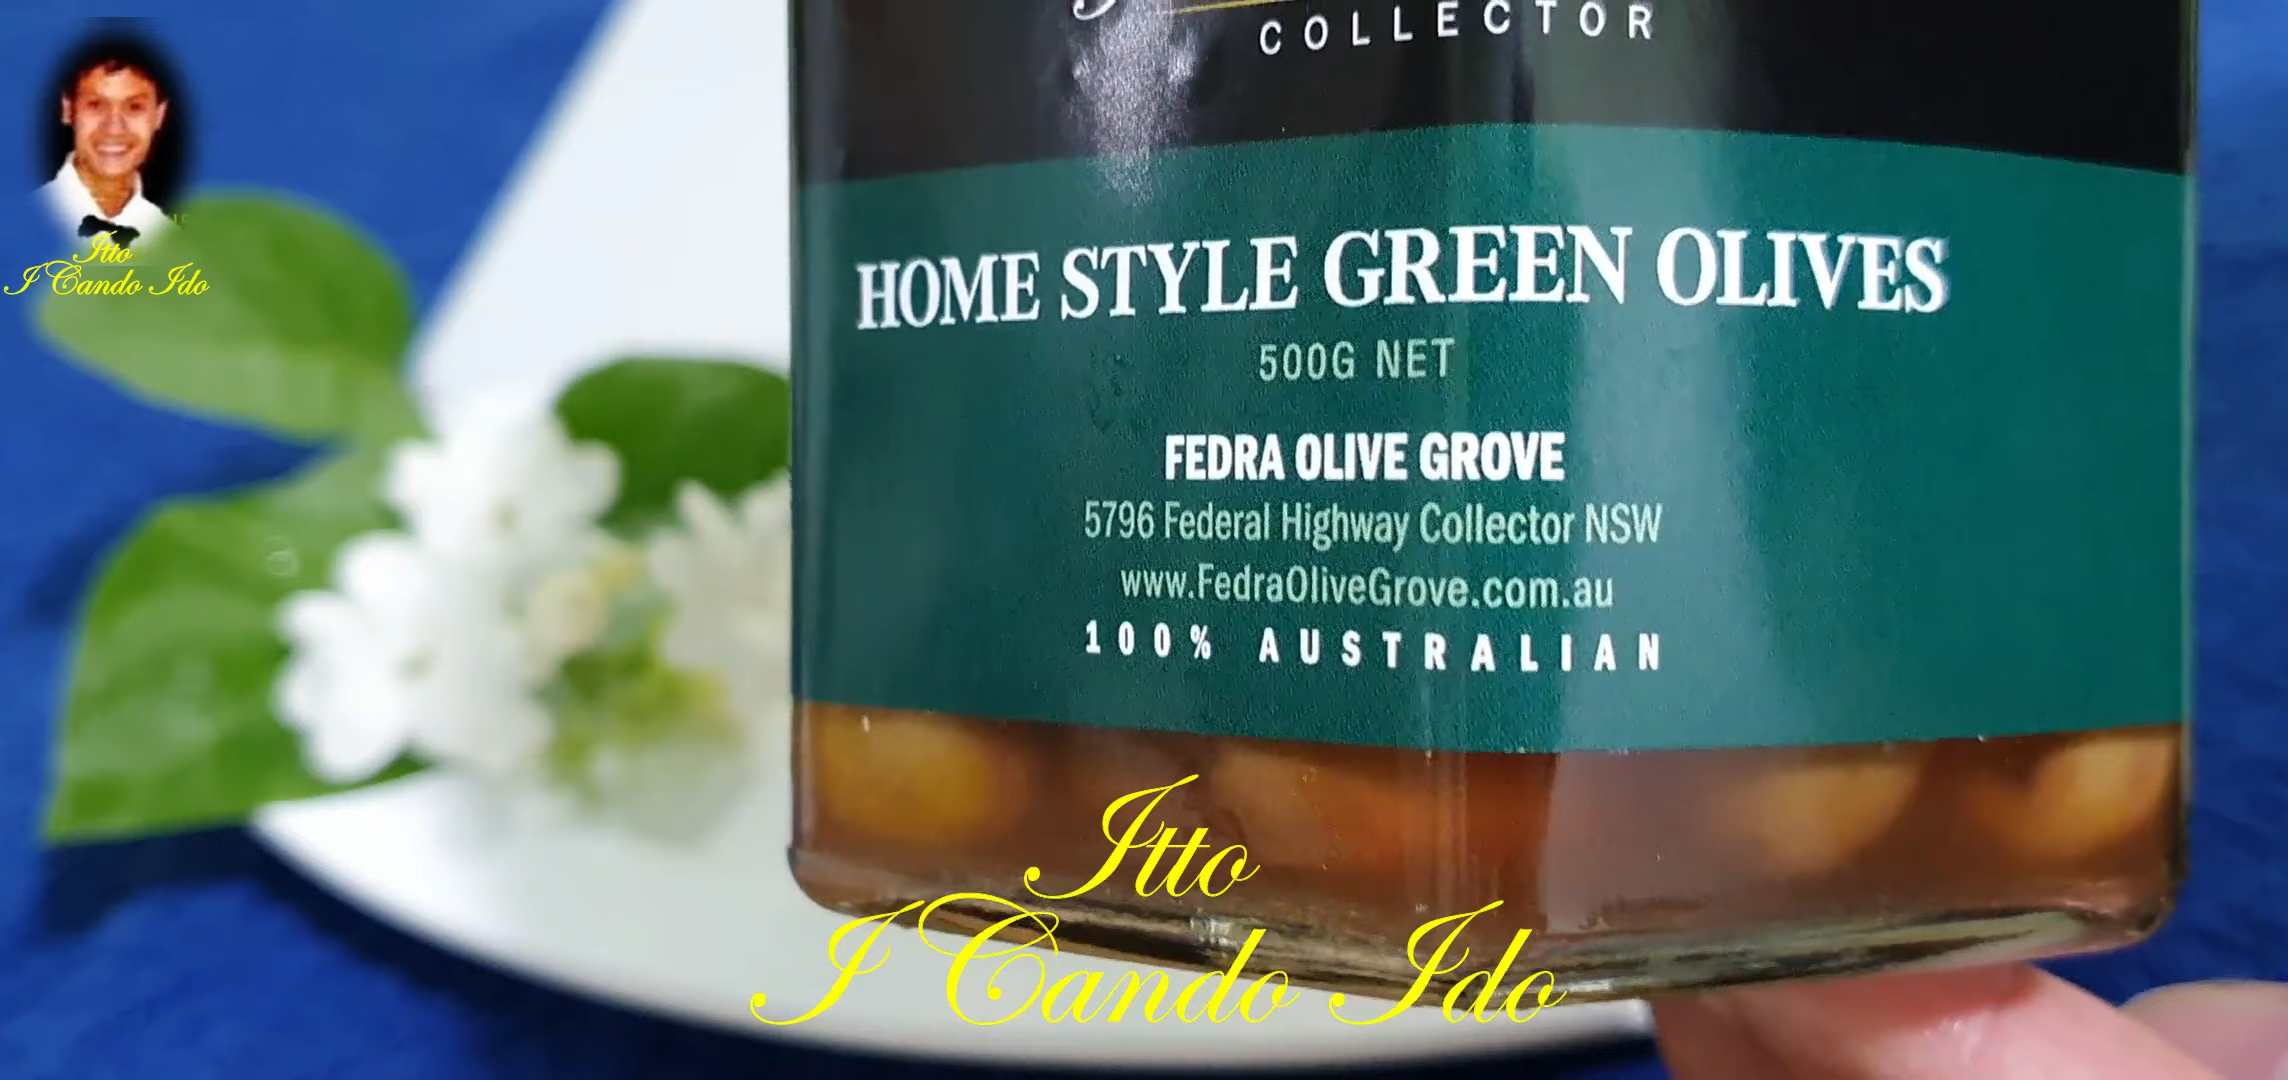 COLLECTOR
Itto
I Cando Ido
HOME STYLE GREEN OLIVES
500G NET
FEDRA OLIVE GROVE
5796 Federal Highway Collector NSW
www.FedraOliveGrove.com.au
100% AUSTRALIAN
Itto
I Cando Ido